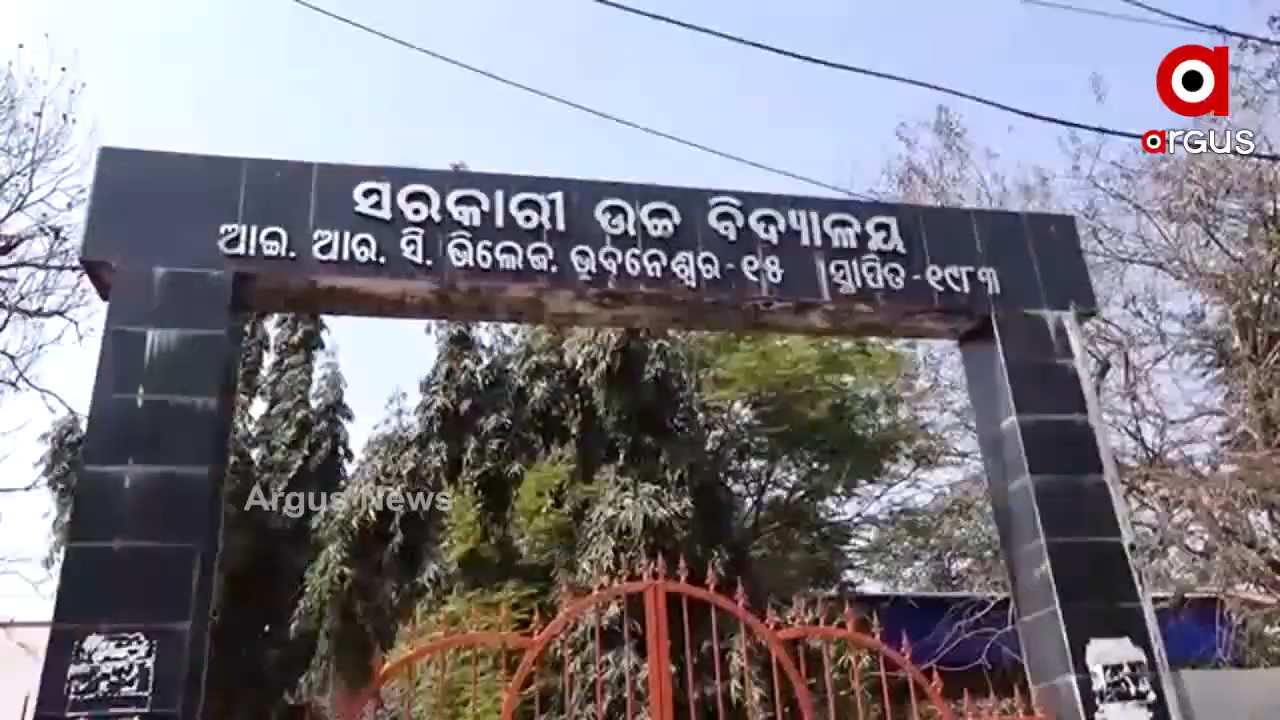 argus
ସରକାରୀ ଉଚ୍ଚ ବିଦ୍ୟାଳୟ
ଆଇ. ଆର. ସି. ଭିଲେଜ. ଭୁବନେଶ୍ୱର - ୧୫ ସ୍ଥାପିତ - ୧୯୮୩
Argus News